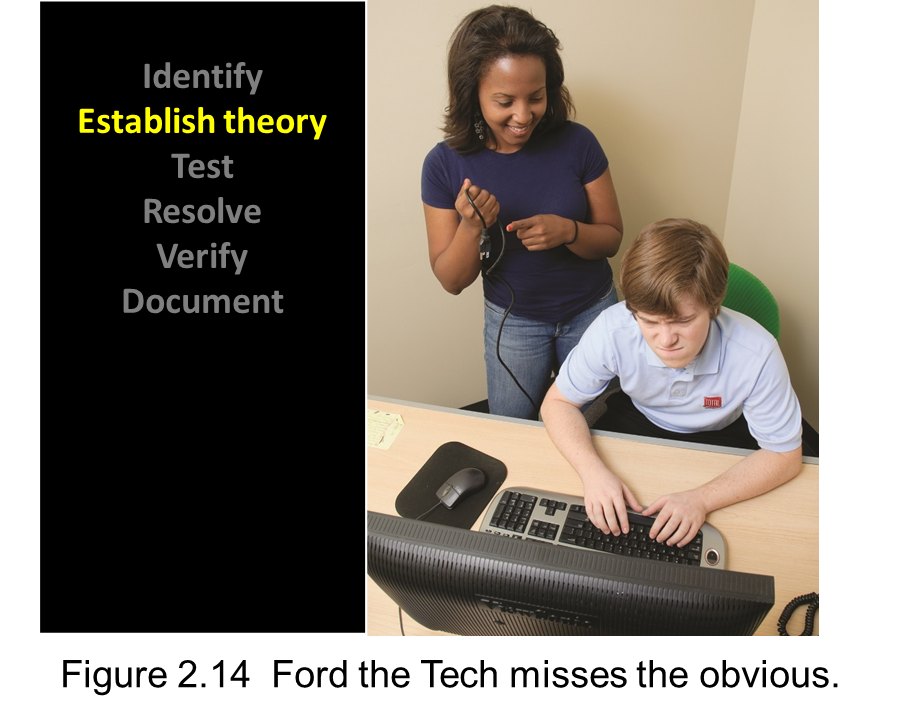 Identify
Establish theory
Test
Resolve
Verify
Document
Figure 2.14 Ford the Tech misses the obvious.